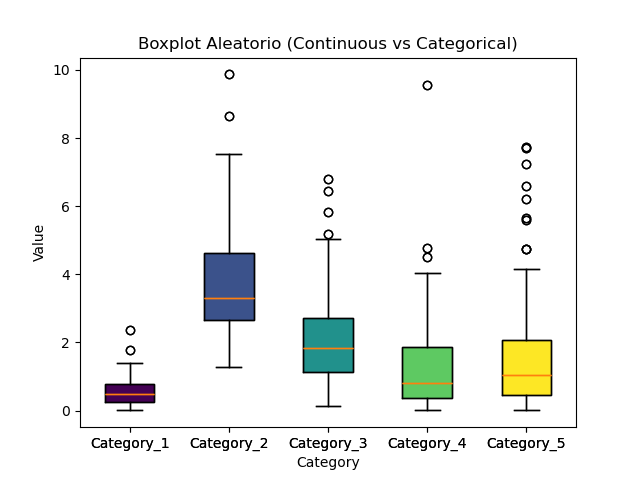 Boxplot Aleatorio (Continuous vs Categorical)
10
8
6
4
2
0
Value
Category_1 Category_2 Category_3 Category_4 Category_5
Category